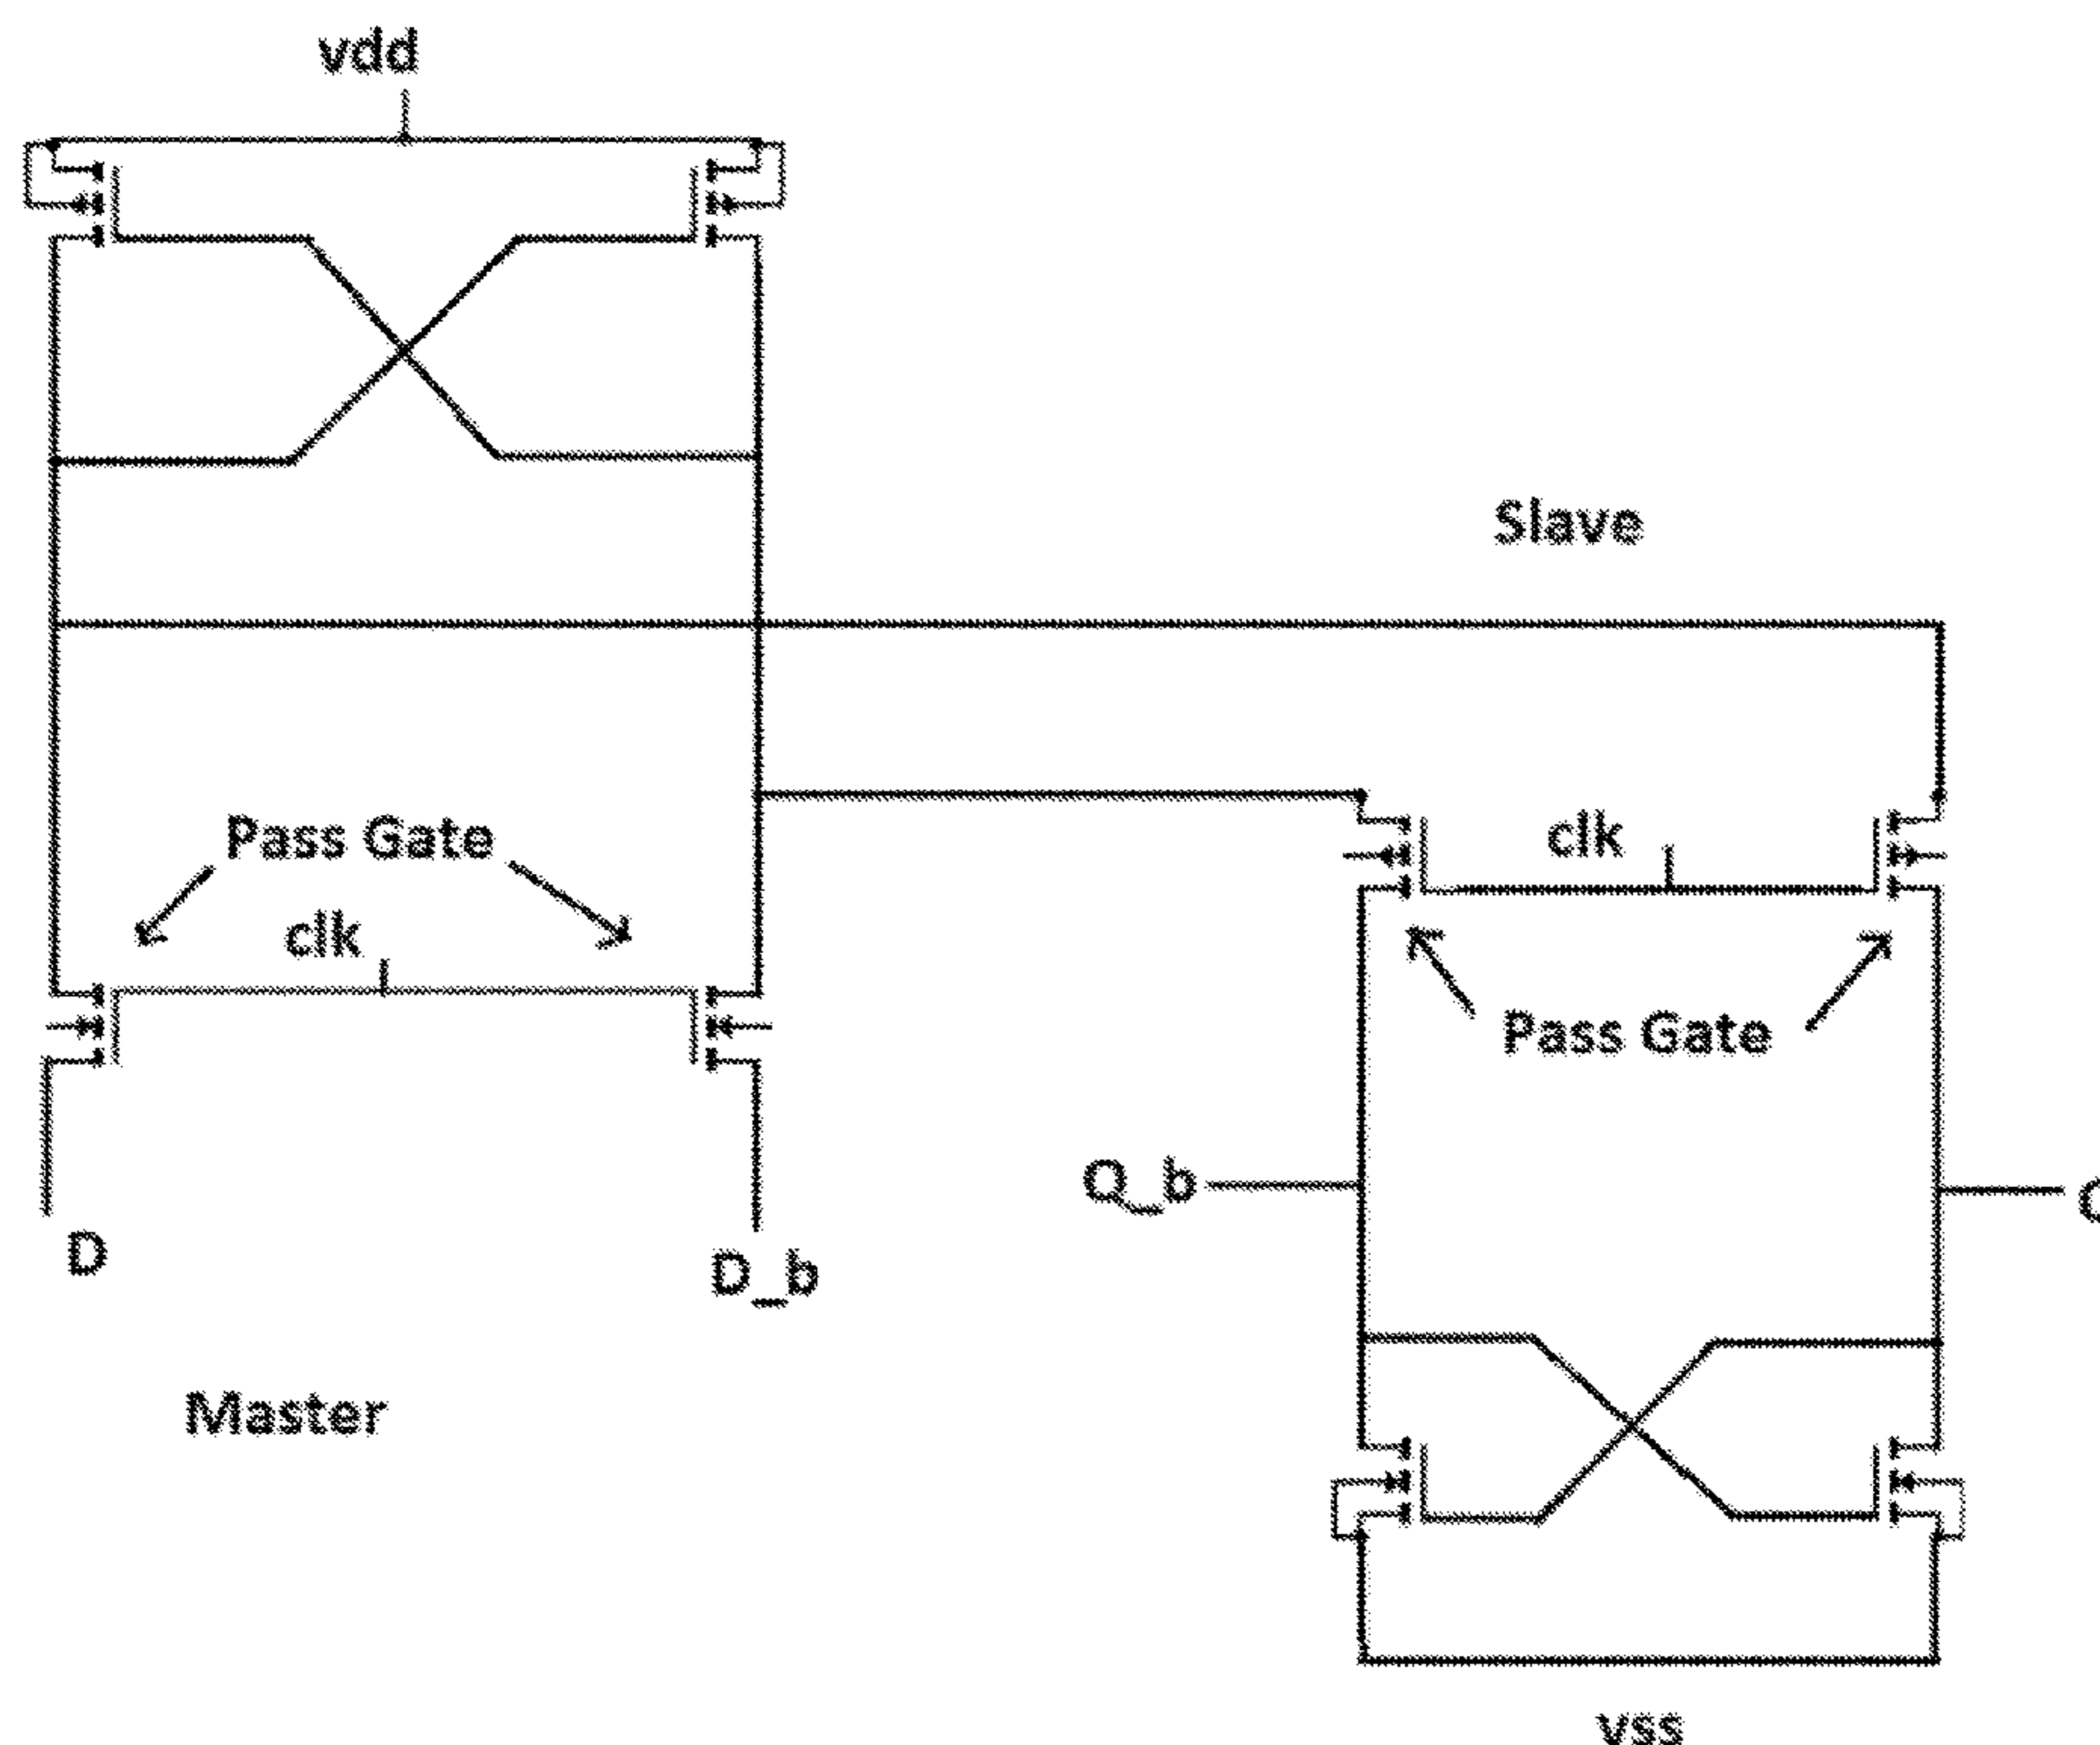 vdd
Slave
Pass Gate
clk
clk
Pass Gate
Q_b
D
D_b
Master
vss